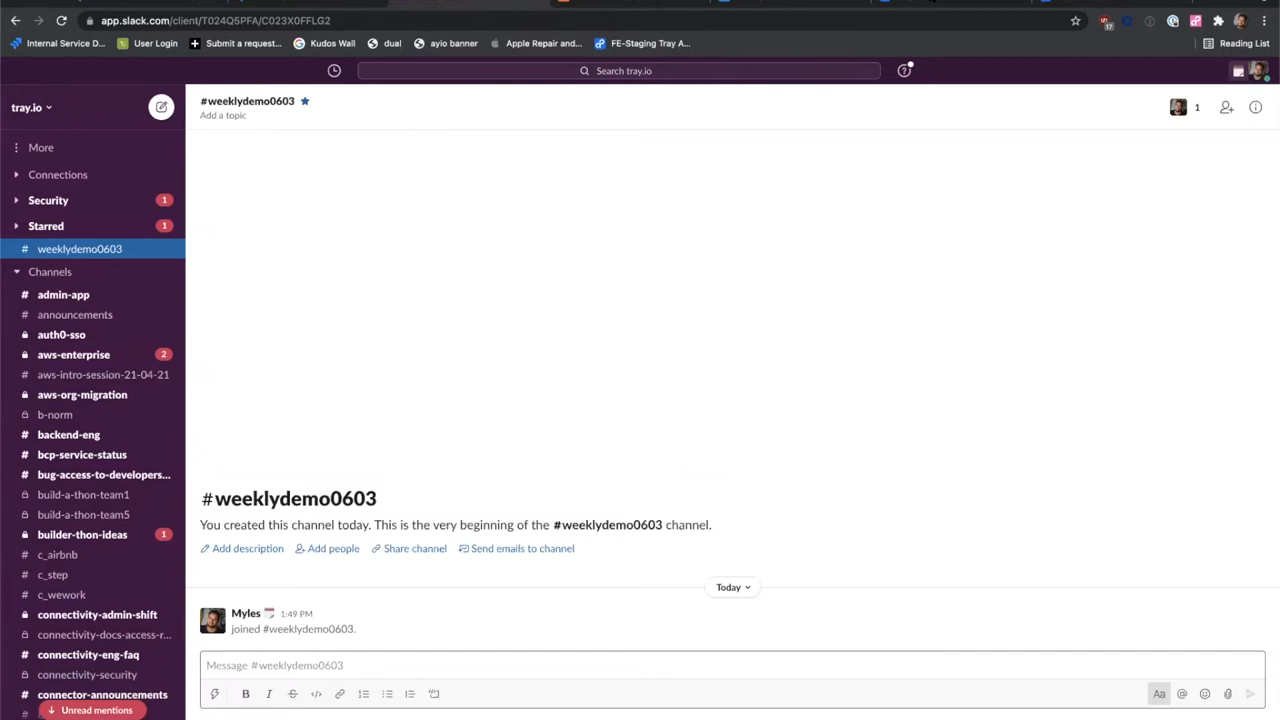 app.slack.com/client/T024Q5PFA/C023X0FFLG2
17
Internal Service D...
User Login
Submit a request...
Kudos Wall
dual
ayio banner
Apple Repair and...
FE-Staging Tray A...
Reading List
Search tray.io
tray.io
#weeklydemo0603
Add a topic
1
More
Connections
Security 1
Starred 1
# weeklydemo0603
Channels
# admin-app
# announcements
auth0-sso
aws-enterprise 2
# aws-intro-session-21-04-21
aws-org-migration
b-norm
# backend-eng
# bcp-service-status
# bug-access-to-developers...
build-a-thon-team1
build-a-thon-team5
builder-thon-ideas 1
# c_airbnb
# c_step
# c_wework
connectivity-admin-shift
connectivity-docs-access-r...
# connectivity-eng-faq
connectivity-security
# connector-announcements
#
Unread mentions
#weeklydemo0603
You created this channel today. This is the very beginning of the #weeklydemo0603 channel.
Add description
Add people
Share channel
Send emails to channel
Today
Myles 1:49 PM
joined #weeklydemo0603.
Message #weeklydemo0603
B I S </> Aa @